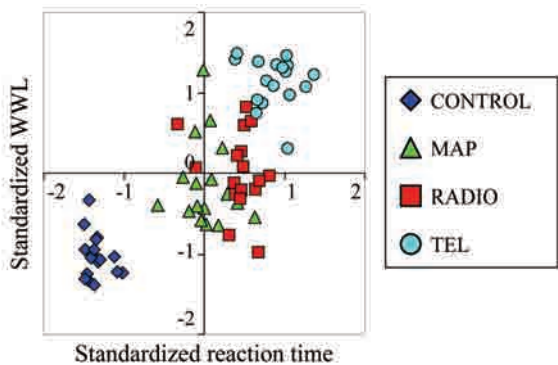 2
1
0
-2
-1
1
2
-1
-2
Standardized WWL
Standardized reaction time
CONTROL
MAP
RADIO
TEL